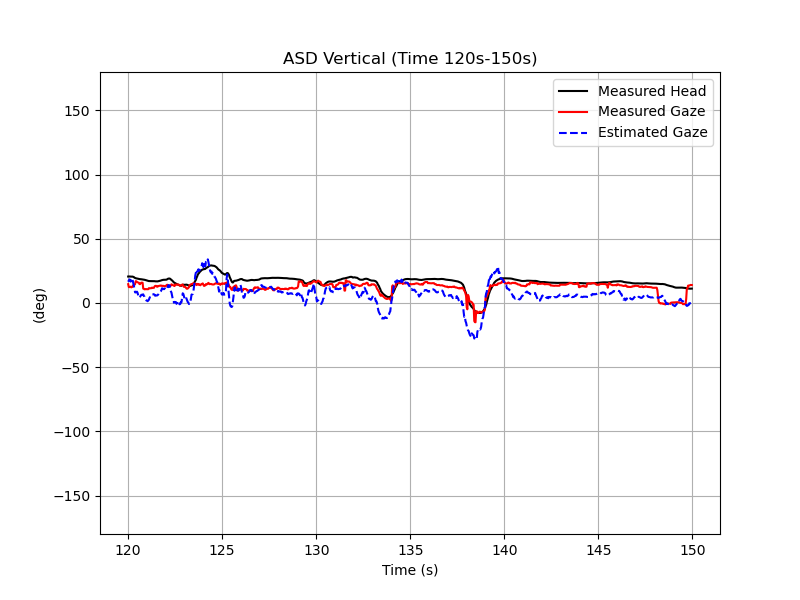 ASD Vertical (Time 120s-150s)
Measured Head
Measured Gaze
Estimated Gaze
150
100
50
0
−50
−100
−150
(deg)
120
125
130
135
140
145
150
Time (s)